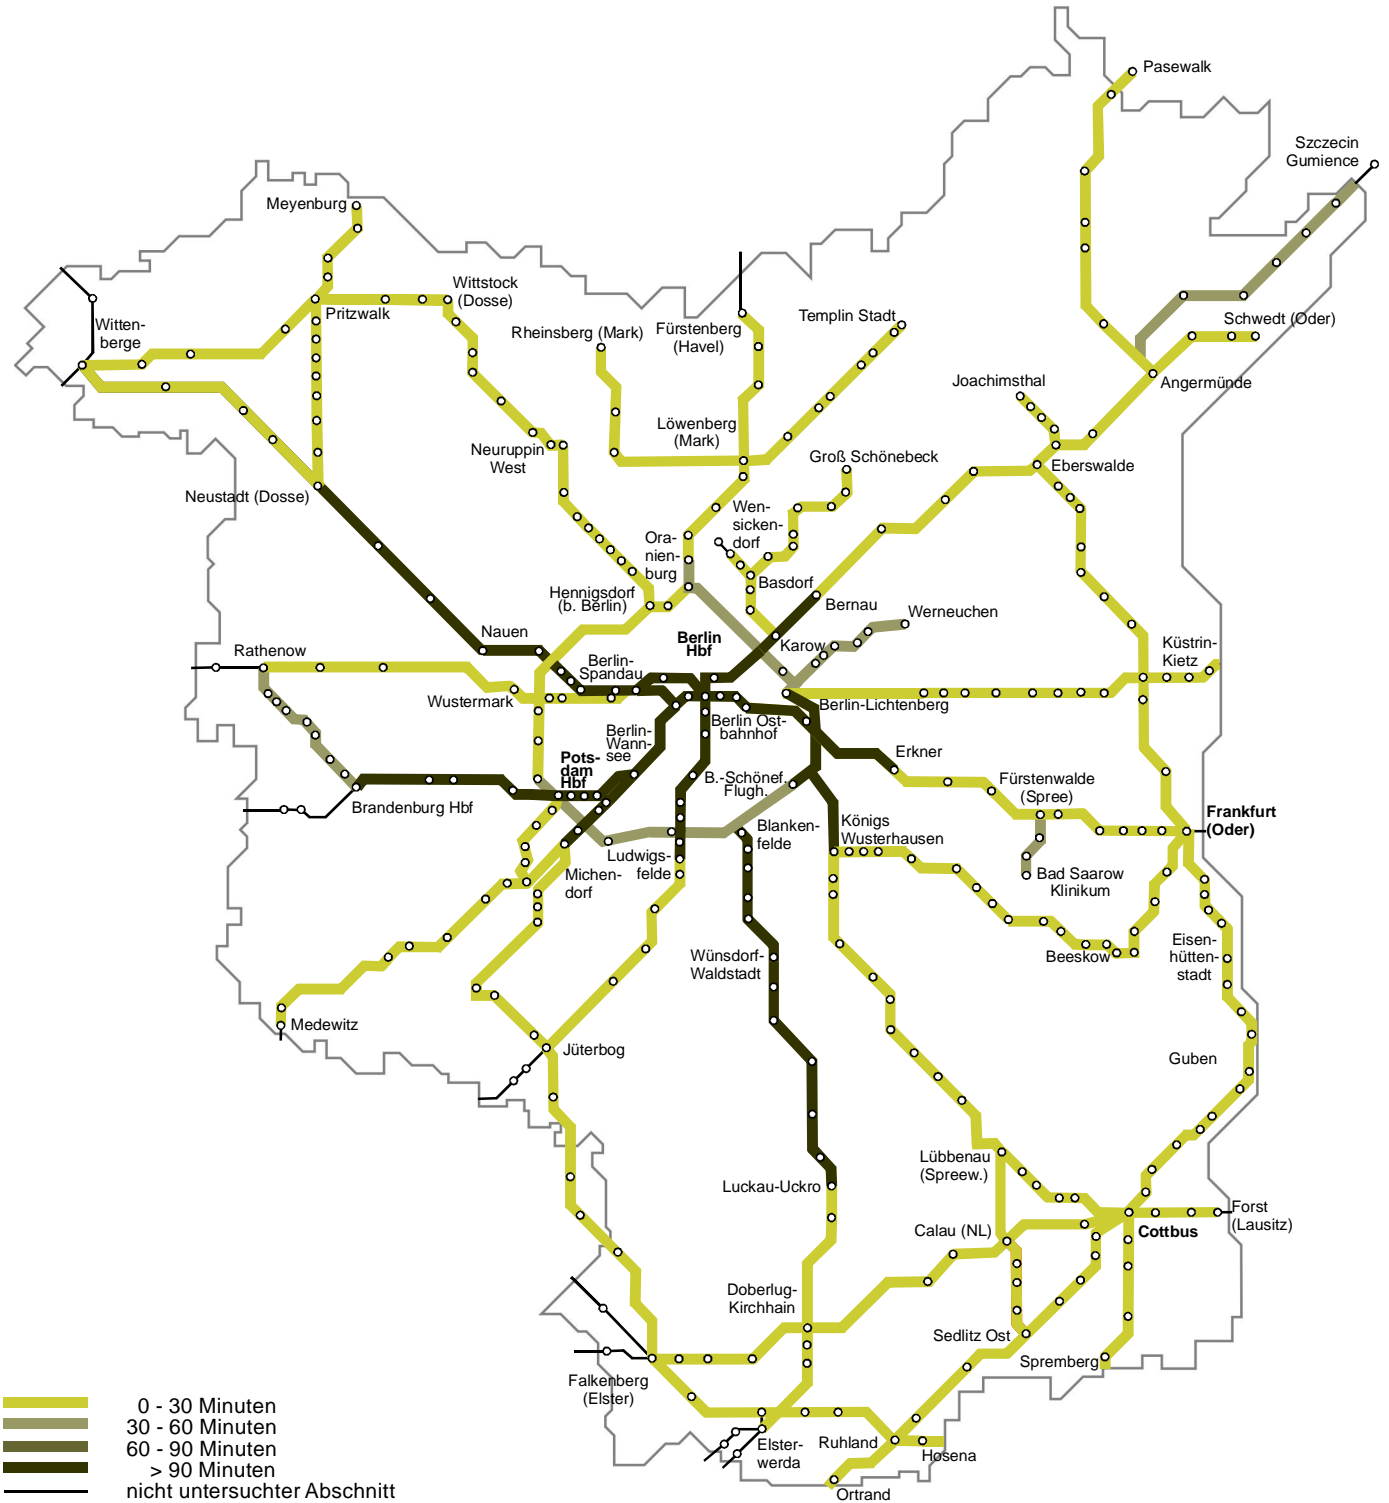 Pasewalk
Szczecin
Gumience
Meyenburg
Wittstock
(Dosse)
Pritzwalk
Witten-
berge
Rheinsberg (Mark)
Fürstenberg
(Havel)
Templin Stadt
Schwedt (Oder)
Joachimsthal
Angermünde
Löwenberg
(Mark)
Neuruppin
West
Groß Schönebeck
Eberswalde
Neustadt (Dosse)
Wen-
sicken-
dorf
Ora-
nien-
burg
Basdorf
Hennigsdorf
(b. Berlin)
Bernau
Werneuchen
Nauen
Berlin
Hbf
Karow
Küstrin-
Kietz
Rathenow
Berlin-
Spandau
Wustermark
Berlin-Lichtenberg
Berlin Ost-
bahnhof
Berlin-
Wann-
see
Erkner
Pots-
dam
Hbf
B.-Schönef.
Flugh.
Fürstenwalde
(Spree)
Brandenburg Hbf
Frankfurt
(Oder)
Blanken-
felde
Königs
Wusterhausen
Ludwigs-
felde
Michen-
dorf
Bad Saarow
Klinikum
Wünsdorf-
Waldstadt
Beeskow
Eisen-
hütten-
stadt
Medewitz
Jüterbog
Guben
Lübbenau
(Spreew.)
Luckau-Uckro
Forst
(Lausitz)
Calau (NL)
Cottbus
Doberlug-
Kirchhain
Sedlitz Ost
Spremberg
Falkenberg
(Elster)
Elster-
werda
Ruhland
Hosena
Ortrand
0 - 30 Minuten
30 - 60 Minuten
60 - 90 Minuten
> 90 Minuten
nicht untersuchter Abschnitt